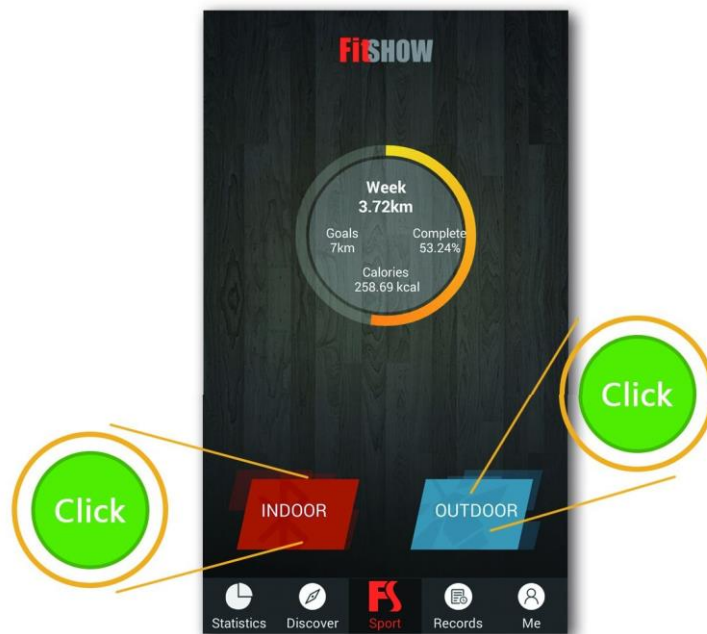 FitSHOW
Week
3.72km
Goals
7km
Complete
53.24%
Calories
258.69 kcal
Click
Click
INDOOR
OUTDOOR
FS
Statistics
Discover
Sport
Records
Me